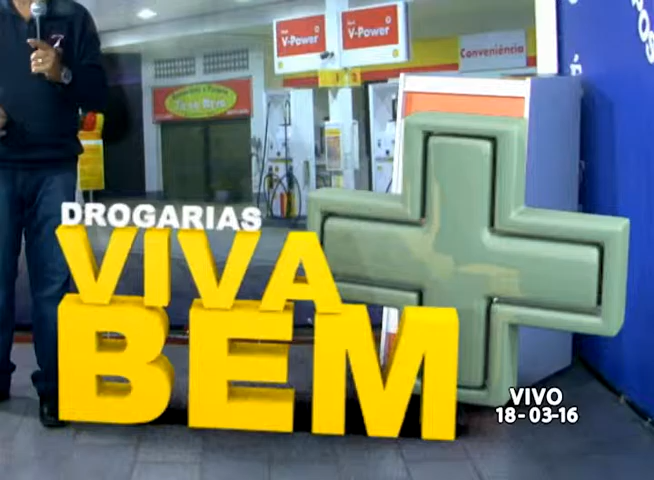 V-Power
V-Power
Conveniência
DROGARIAS
VIVA
BEM
VIVO
18-03-16